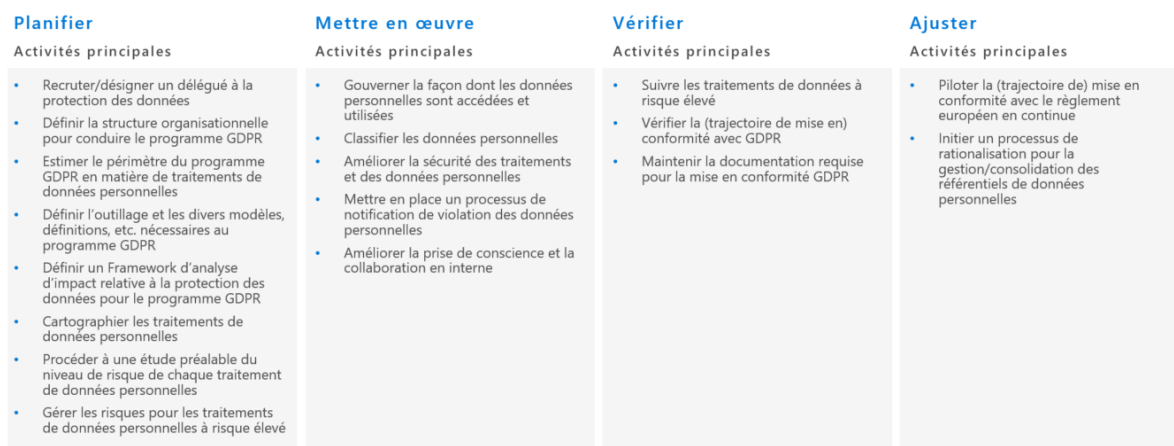 Planifier
Activités principales
• Recruter/désigner un délégué à la
protection des données
• Définir la structure organisationnelle
pour conduire le programme GDPR
• Estimer le périmètre du programme
GDPR en matière de traitements de
données personnelles
• Définir l'outillage et les divers modèles,
définitions, etc. nécessaires au
programme GDPR
• Définir un Framework d'analyse
d'impact relative à la protection des
données pour le programme GDPR
• Cartographier les traitements de
données personnelles
• Procéder à une étude préalable du
niveau de risque de chaque traitement
de données personnelles
• Gérer les risques pour les traitements
de données personnelles à risque élevé
Mettre en œuvre
Activités principales
• Gouverner la façon dont les données
personnelles sont accédées et
utilisées
• Classifier les données personnelles
• Améliorer la sécurité des traitements
et des données personnelles
• Mettre en place un processus de
notification de violation des données
personnelles
• Améliorer la prise de conscience et la
collaboration en interne
Vérifier
Activités principales
• Suivre les traitements de données à
risque élevé
• Vérifier la (trajectoire de mise en)
conformité avec GDPR
• Maintenir la documentation requise
pour la mise en conformité GDPR
Ajuster
Activités principales
• Piloter la (trajectoire de) mise en
conformité avec le règlement
européen en continue
• Initier un processus de
rationalisation pour la
gestion/consolidation des
référentiels de données
personnelles